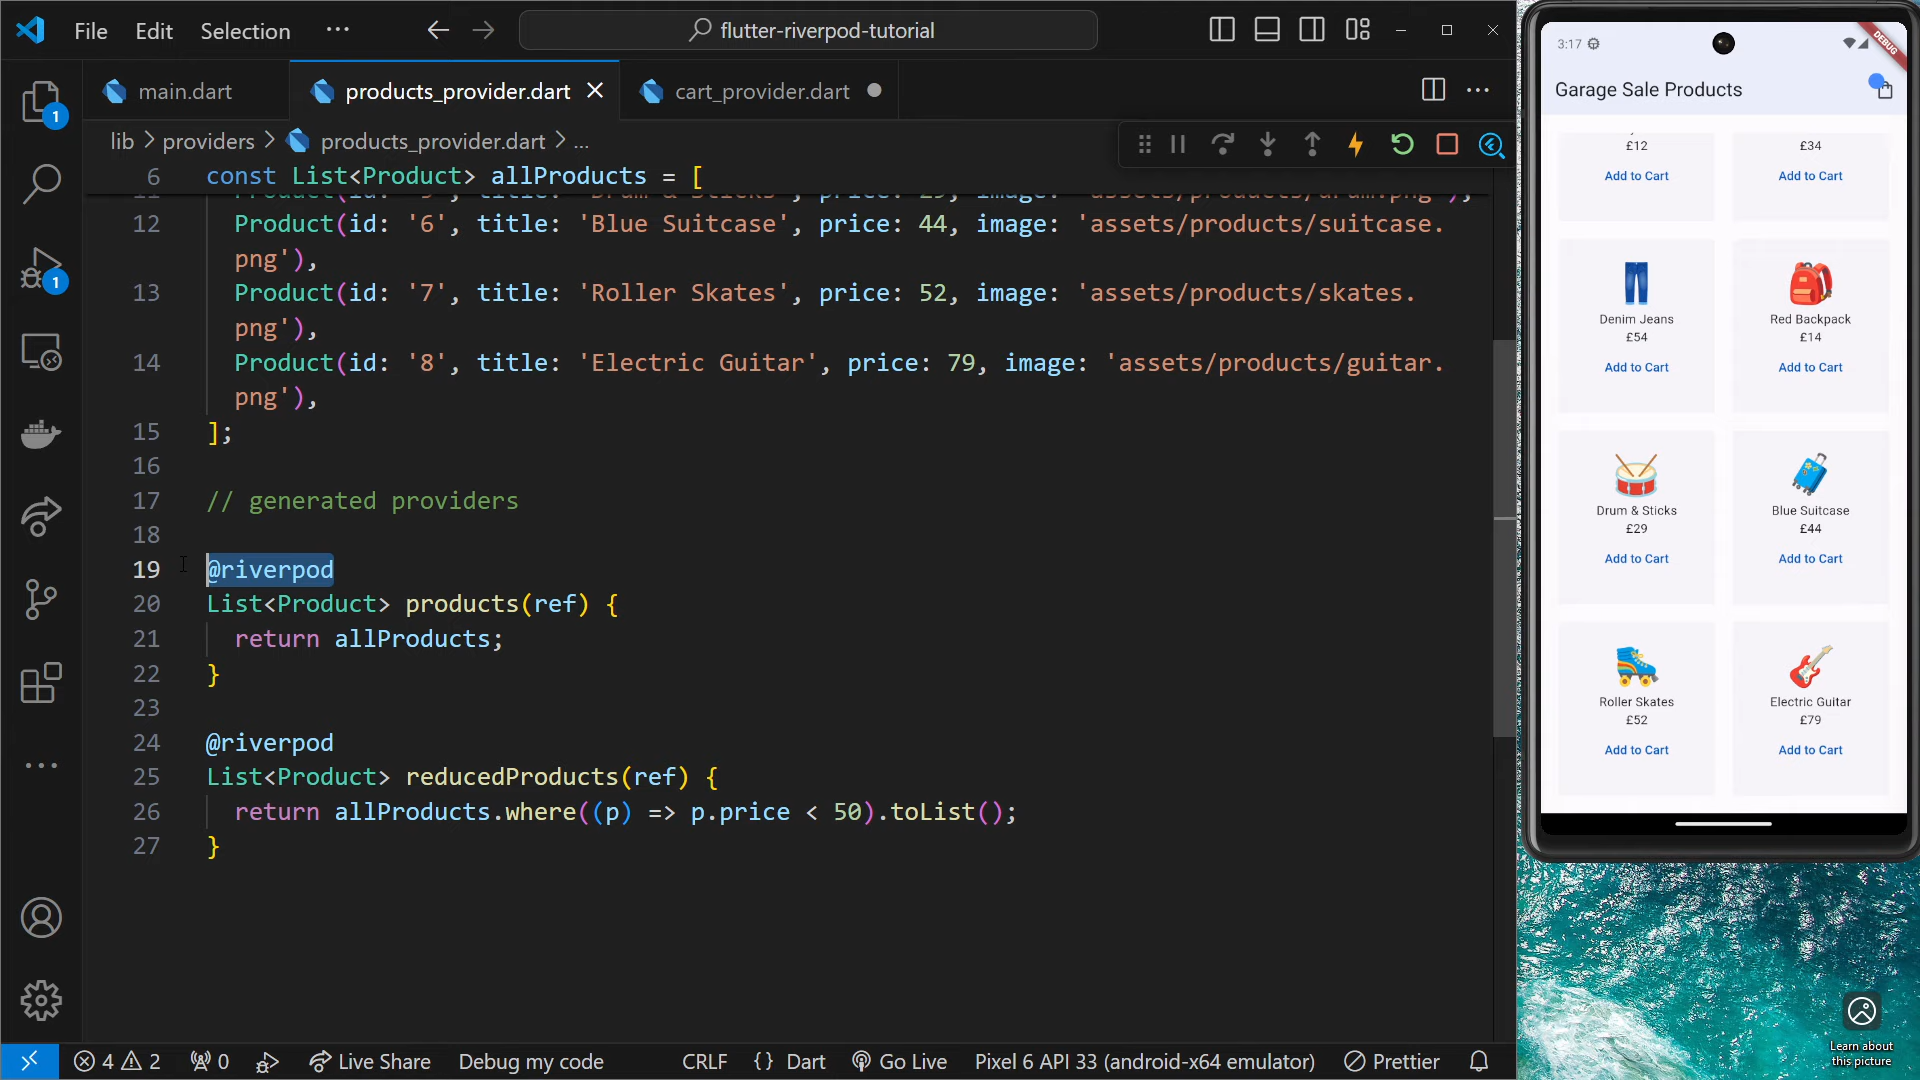 File Edit Selection ··· flutter-riverpod-tutorial
main.dart products_provider.dart cart_provider.dart
lib > providers > products_provider.dart > ...
6 const List<Product> allProducts = [
12 Product(id: '6', title: 'Blue Suitcase', price: 44, image: 'assets/products/suitcase.
png'),
13 Product(id: '7', title: 'Roller Skates', price: 52, image: 'assets/products/skates.
png'),
14 Product(id: '8', title: 'Electric Guitar', price: 79, image: 'assets/products/guitar.
png'),
15 ];
16
17 // generated providers
18
19 @riverpod
20 List<Product> products(ref) {
21 return allProducts;
22 }
23
24 @riverpod
25 List<Product> reducedProducts(ref) {
26 return allProducts.where((p) => p.price < 50).toList();
27 }
1
1
4 2 0 Live Share Debug my code CRLF {} Dart Go Live Pixel 6 API 33 (android-x64 emulator) Prettier
3:17
DEBUG
Garage Sale Products
£12 £34
Add to Cart Add to Cart
Denim Jeans Red Backpack
£54 £14
Add to Cart Add to Cart
Drum & Sticks Blue Suitcase
£29 £44
Add to Cart Add to Cart
Roller Skates Electric Guitar
£52 £79
Add to Cart Add to Cart
Learn about
this picture